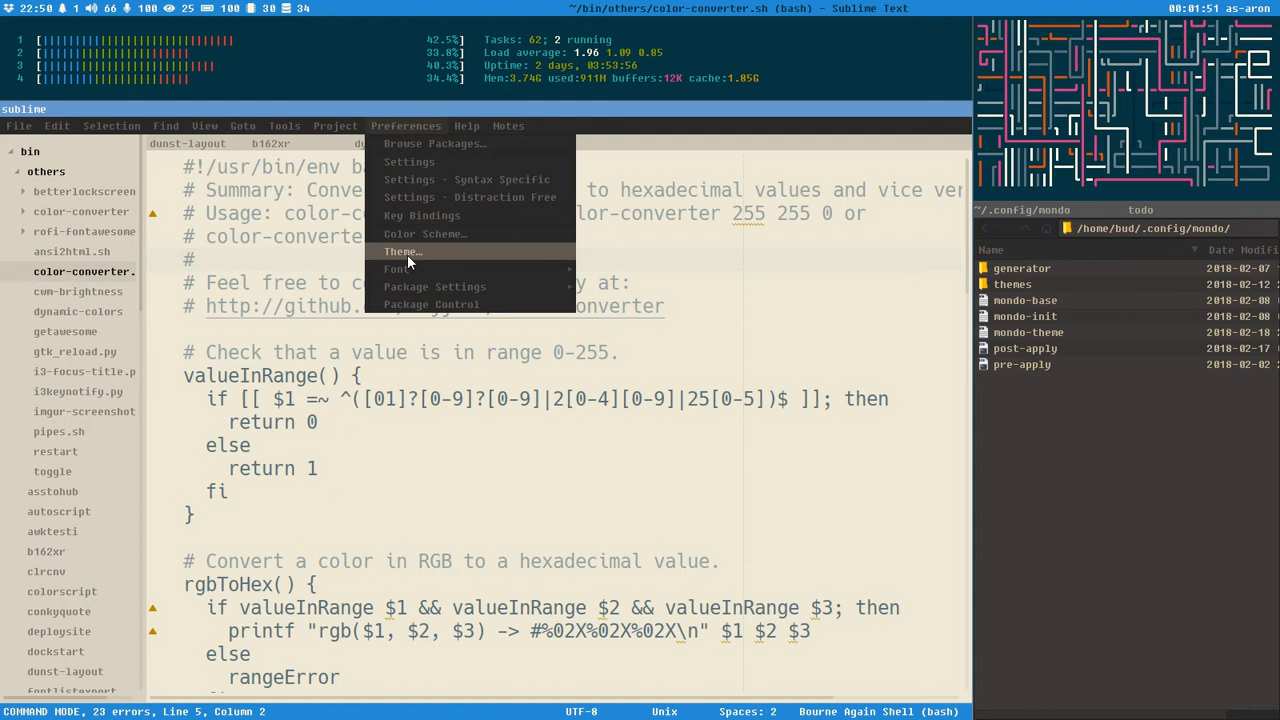 22:50 1 66 100 25 100 30 34
~/bin/others/color-converter.sh (bash) - Sublime Text
00:01:51 as-aron
1 [||||||||||||||||||||||||||||||||| 42.5%]
2 [||||||||||||||||||||||||| 33.8%]
3 [||||||||||||||||||||||||||||| 40.3%]
4 [||||||||||||||||||||||||| 34.4%]
Tasks: 62; 2 running
Load average: 1.96 1.09 0.85
Uptime: 2 days, 03:53:56
Mem:3.74G used:911M buffers:12K cache:1.85G
sublime
File Edit Selection Find View Goto Tools Project Preferences Help Notes
Browse Packages…
Settings
Settings - Syntax Specific
Settings - Distraction Free
Key Bindings
Color Scheme…
Theme…
Font
Package Settings
Package Control
bin
others
betterlockscreen
color-converter
rofi-fontawesome
ansi2html.sh
color-converter.
cwm-brightness
dynamic-colors
getawesome
gtk_reload.py
i3-focus-title.p
i3keynotify.py
imgur-screenshot
pipes.sh
restart
toggle
asstohub
autoscript
awktesti
b162xr
clrcnv
colorscript
conkyquote
deploysite
dockstart
dunst-layout
fontlistexport
dunst-layout b162xr dy
#!/usr/bin/env ba
# Summary: Conve to hexadecimal values and vice ver
# Usage: color-co lor-converter 255 255 0 or
# color-converte
#
# Feel free to co y at:
# http://github. onverter
# Check that a value is in range 0-255.
valueInRange() {
if [[ $1 =~ ^([01]?[0-9]?[0-9]|2[0-4][0-9]|25[0-5])$ ]]; then
return 0
else
return 1
fi
}
# Convert a color in RGB to a hexadecimal value.
rgbToHex() {
if valueInRange $1 && valueInRange $2 && valueInRange $3; then
printf "rgb($1, $2, $3) -> #%02X%02X%02X\n" $1 $2 $3
else
rangeError
COMMAND MODE, 23 errors, Line 5, Column 2
UTF-8 Unix Spaces: 2 Bourne Again Shell (bash)
~/.config/mondo todo
/home/bud/.config/mondo/
Name Date Modifi
generator 2018-02-07
themes 2018-02-12
mondo-base 2018-02-08
mondo-init 2018-02-08
mondo-theme 2018-02-08
post-apply 2018-02-17
pre-apply 2018-02-02